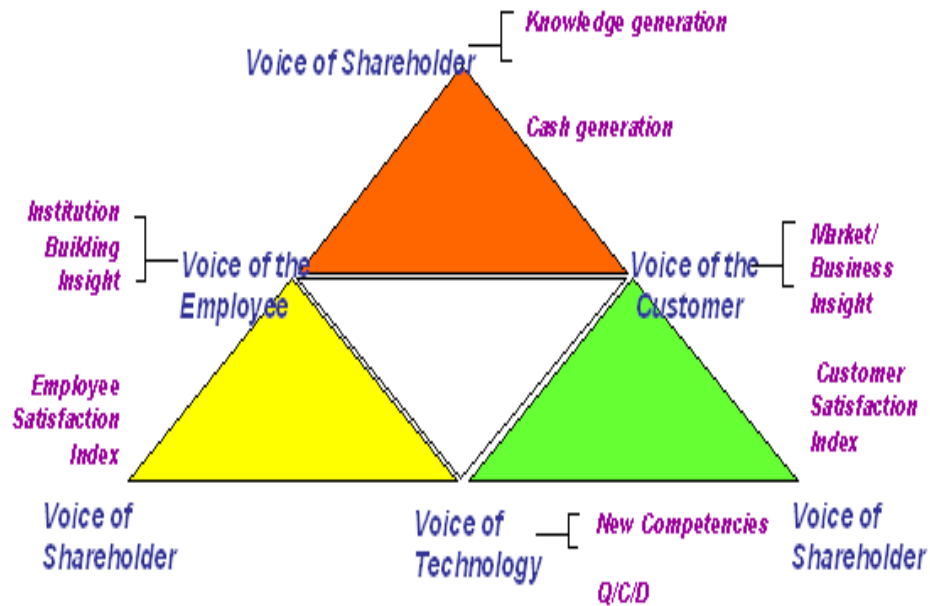 Knowledge generation
Voice of Shareholder
Cash generation
Institution
Building
Insight
Voice of the
Employee
Voice of the
Customer
Market/
Business
Insight
Employee
Satisfaction
Index
Customer
Satisfaction
Index
Voice of
Shareholder
Voice of
Technology
New Competencies
Q/C/D
Voice of
Shareholder